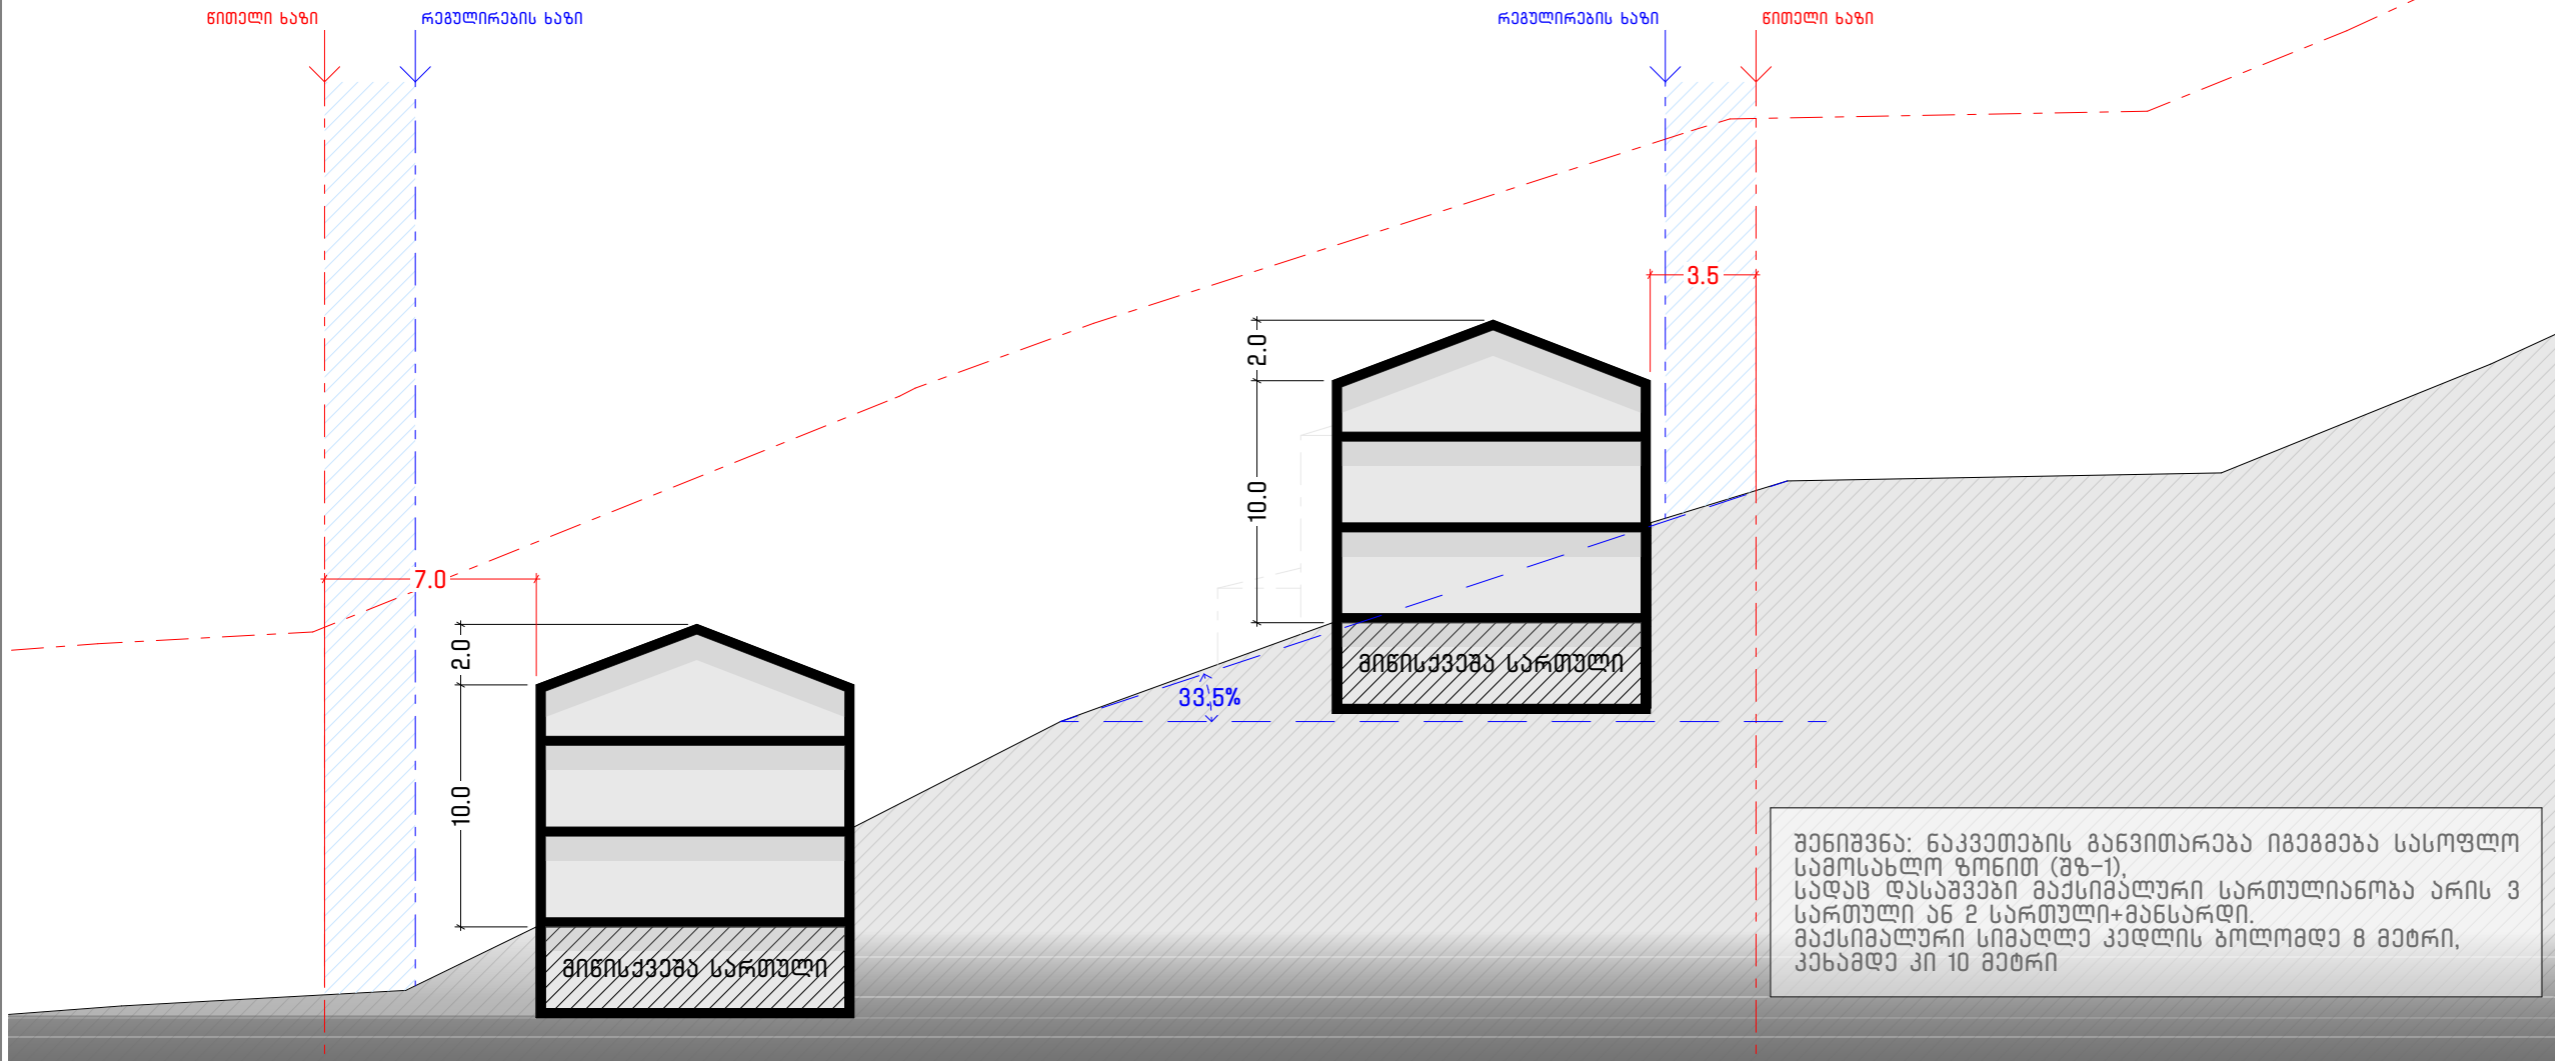 წითელი ხაზი
რეგულირების ხაზი
რეგულირების ხაზი
წითელი ხაზი
3.5
2.0
10.0
7.0
2.0
მიწისქვეშა სართული
33.5%
10.0
მიწისქვეშა სართული
შენიშვნა: ნაკვეთების განვითარება იგეგმება სასოფლო
სამოსახლო ზონით (შზ-1),
სადაც დასაშვები მაქსიმალური სართულიანობა არის 3
სართული ან 2 სართული+მანსარდი.
მაქსიმალური სიმაღლე კედლის ბოლომდე 8 მეტრი,
კეხამდე კი 10 მეტრი